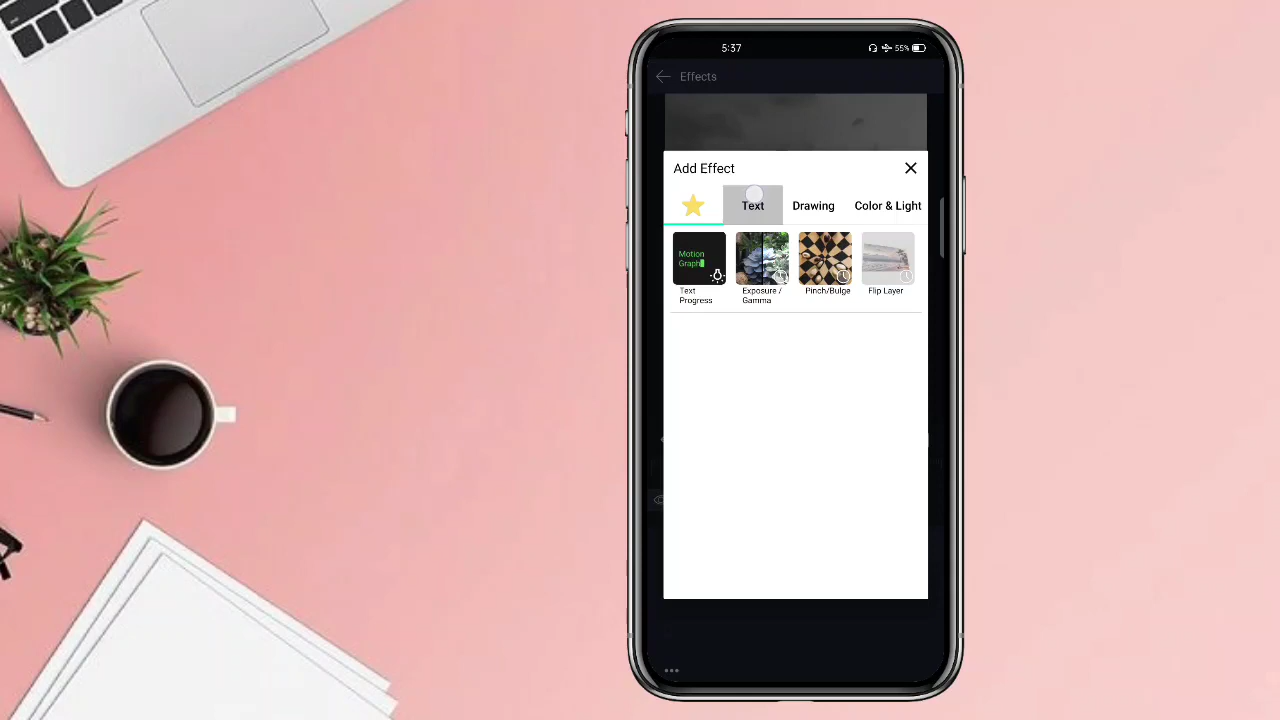 5:37
55%
Effects
Add Effect
Text
Drawing
Color & Light
Motion
Graph
Text
Progress
Exposure /
Gamma
Pinch/Bulge
Flip Layer